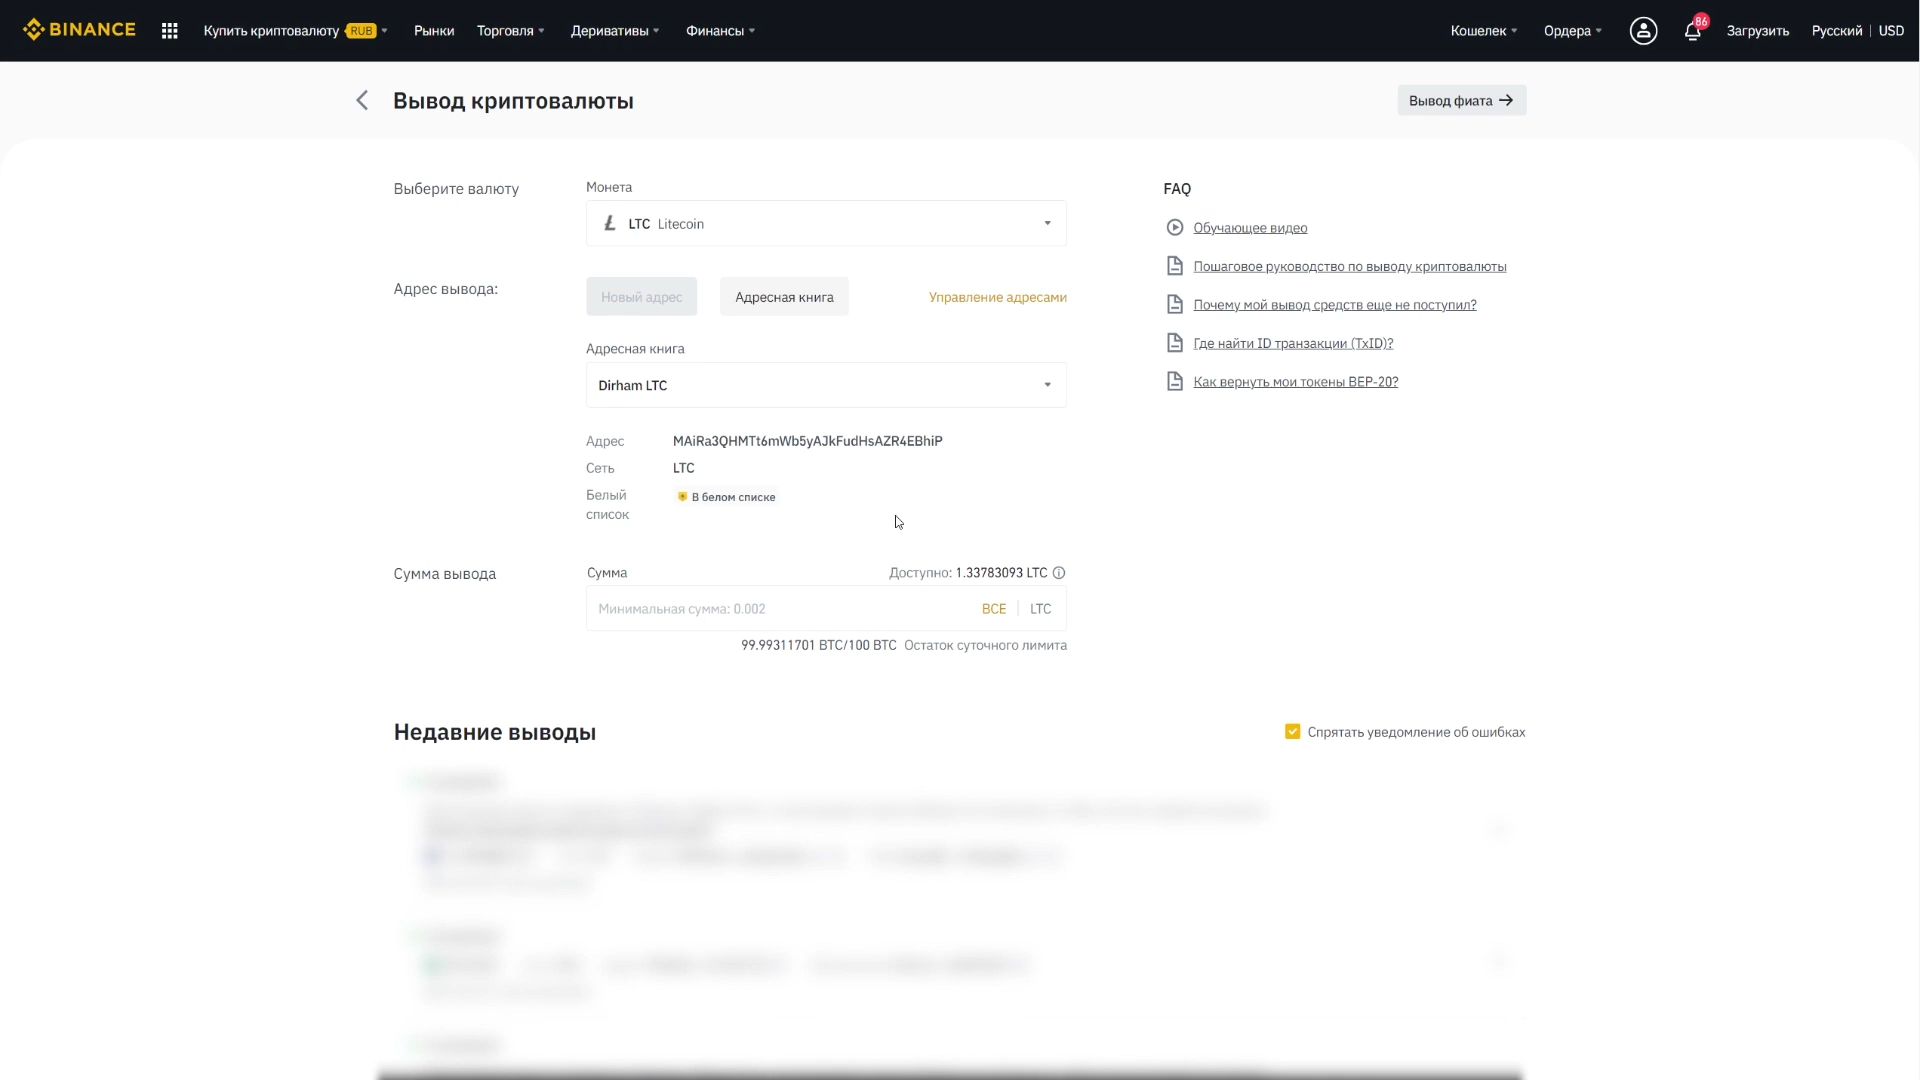 BINANCE Купить криптовалюту RUB Рынки Торговля Деривативы Финансы Кошелек Ордера 86 Загрузить Русский | USD
Вывод криптовалюты
Вывод фиата →
Выберите валюту
Монета
LTC Litecoin
Адрес вывода:
Новый адрес Адресная книга Управление адресами
Адресная книга
Dirham LTC
Адрес MAiRa3QHMTt6mWb5yAJkFudHsAZR4EBhiP
Сеть LTC
Белый список В белом списке
Сумма вывода
Сумма Доступно: 1.33783093 LTC
Минимальная сумма: 0.002 ВСЕ | LTC
99.99311701 BTC/100 BTC Остаток суточного лимита
FAQ
Обучающее видео
Пошаговое руководство по выводу криптовалюты
Почему мой вывод средств еще не поступил?
Где найти ID транзакции (TxID)?
Как вернуть мои токены BEP-20?
Недавние выводы
Спрятать уведомление об ошибках